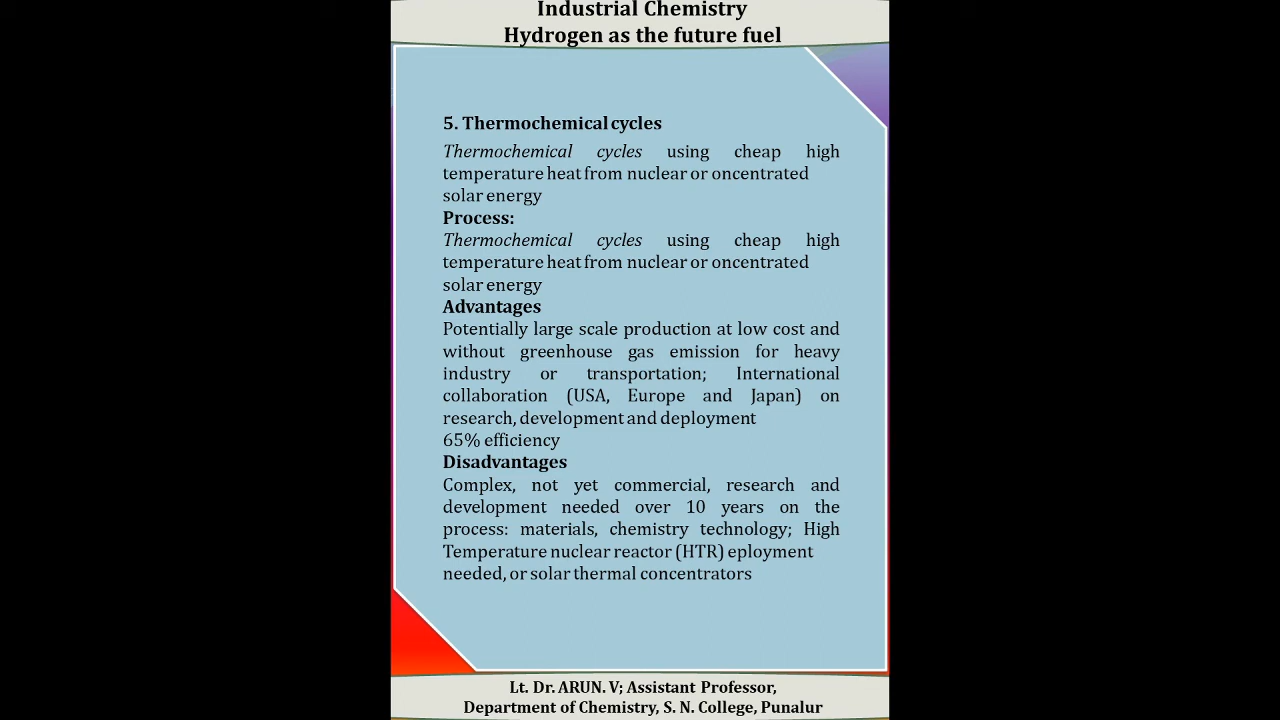 Industrial Chemistry
Hydrogen as the future fuel
5. Thermochemical cycles
Thermochemical cycles using cheap high
temperature heat from nuclear or oncentrated
solar energy
Process:
Thermochemical cycles using cheap high
temperature heat from nuclear or oncentrated
solar energy
Advantages
Potentially large scale production at low cost and
without greenhouse gas emission for heavy
industry or transportation; International
collaboration (USA, Europe and Japan) on
research, development and deployment
65% efficiency
Disadvantages
Complex, not yet commercial, research and
development needed over 10 years on the
process: materials, chemistry technology; High
Temperature nuclear reactor (HTR) eployment
needed, or solar thermal concentrators
Lt. Dr. ARUN. V; Assistant Professor,
Department of Chemistry, S. N. College, Punalur